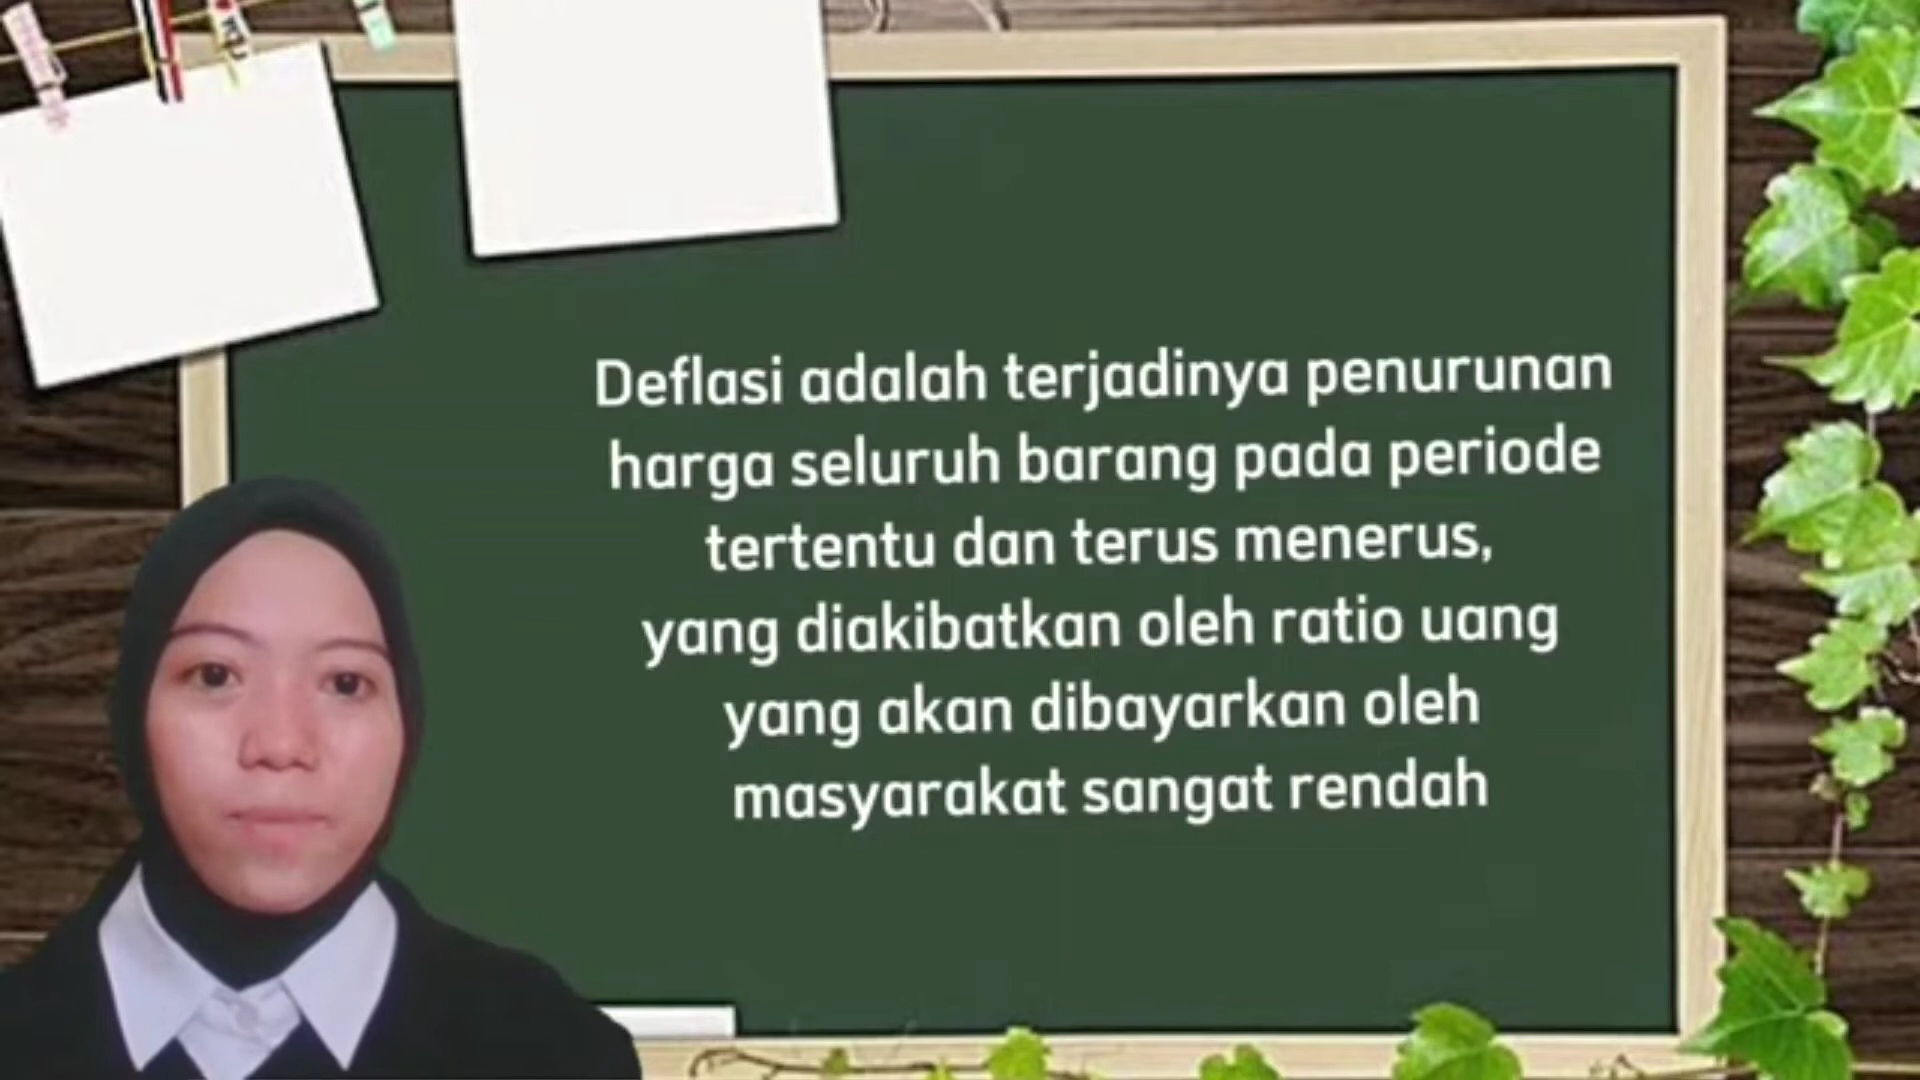 Deflasi adalah terjadinya penurunan
harga seluruh barang pada periode
tertentu dan terus menerus,
yang diakibatkan oleh ratio uang
yang akan dibayarkan oleh
masyarakat sangat rendah